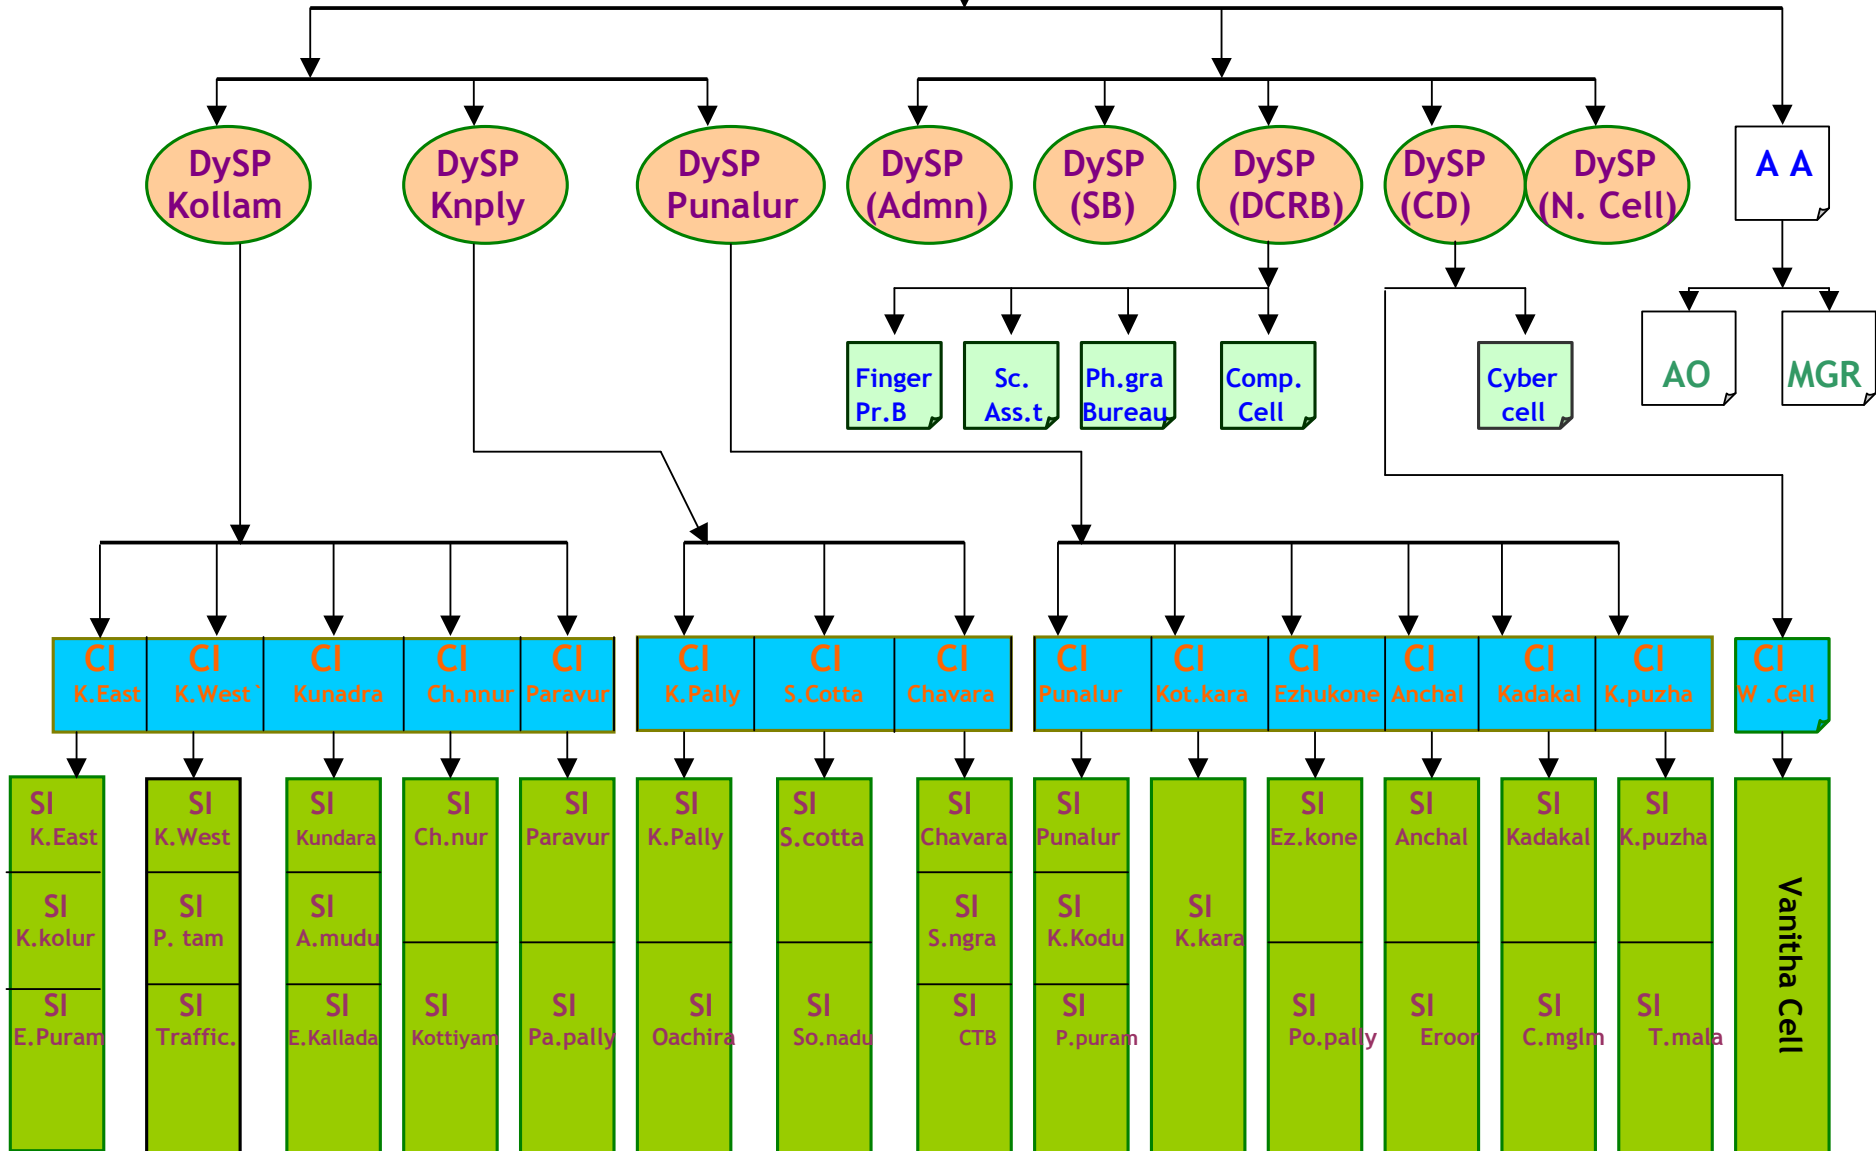 DySP
Kollam
DySP
Knply
DySP
Punalur
DySP
(Admn)
DySP
(SB)
DySP
(DCRB)
DySP
(CD)
DySP
(N. Cell)
A A
Finger
Pr.B
Sc.
Ass.t
Ph.gra
Bureau
Comp.
Cell
Cyber
cell
AO
MGR
CI
K.East
CI
K.West`
CI
Kunadra
CI
Ch.nnur
CI
Paravur
CI
K.Pally
CI
S.Cotta
CI
Chavara
CI
Punalur
CI
Kot.kara
CI
Ezhukone
CI
Anchal
CI
Kadakal
CI
K.puzha
CI
W .Cell
SI
K.East
SI
K.kolur
SI
E.Puram
SI
K.West
SI
P. tam
SI
Traffic.
SI
Kundara
SI
A.mudu
SI
E.Kallada
SI
Ch.nur
SI
Kottiyam
SI
Paravur
SI
Pa.pally
SI
K.Pally
SI
Oachira
SI
S.cotta
SI
So.nadu
SI
Chavara
SI
S.ngra
SI
CTB
SI
Punalur
SI
K.Kodu
SI
P.puram
SI
K.kara
SI
Ez.kone
SI
Po.pally
SI
Anchal
SI
Eroor
SI
Kadakal
SI
C.mglm
SI
K.puzha
SI
T.mala
Vanitha Cell